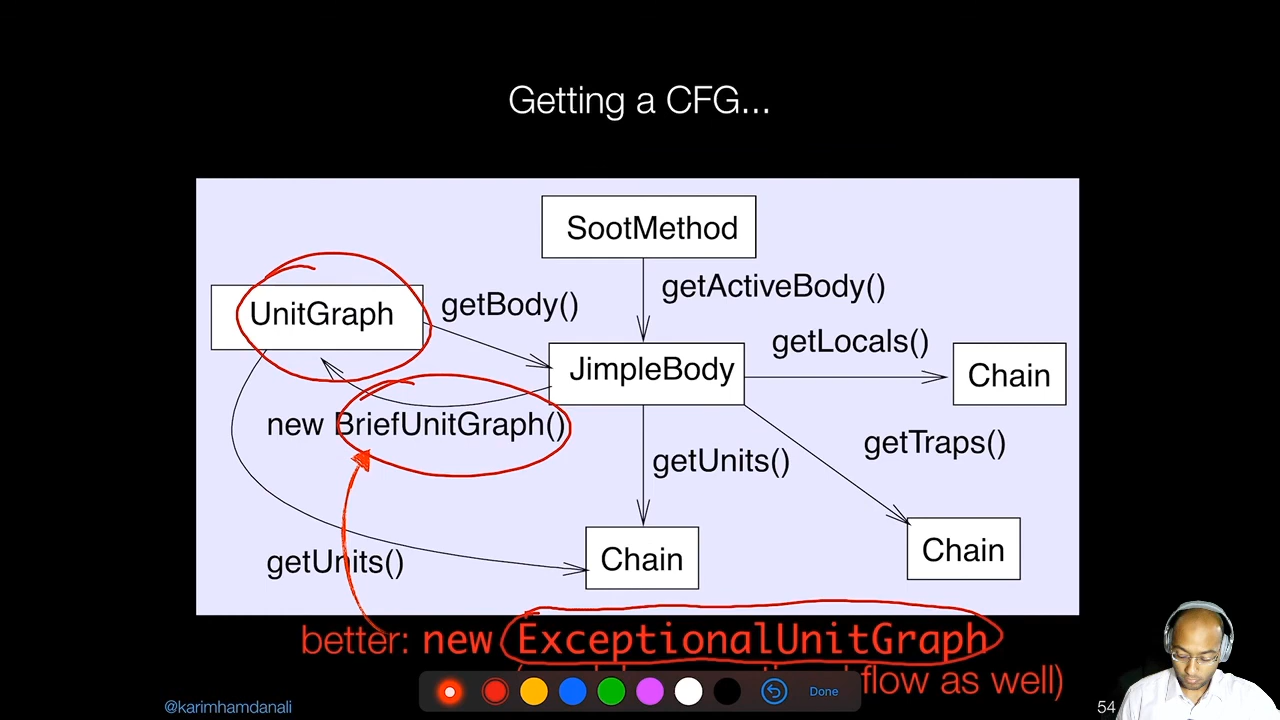 Getting a CFG...
SootMethod
getActiveBody()
UnitGraph
getBody()
getLocals()
JimpleBody
Chain
new BriefUnitGraph()
getUnits()
getTraps()
getUnits()
Chain
Chain
better: new ExceptionalUnitGraph
flow as well)
Done
@karimhamdanali
54